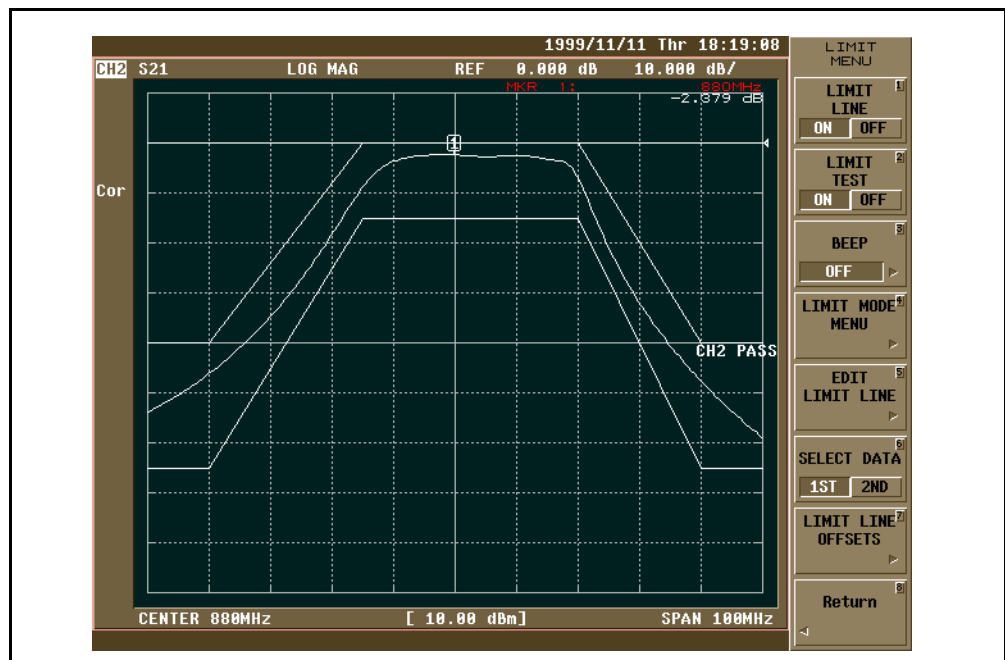 1999/11/11 Thr 18:19:08
CH2 S21 LOG MAG REF 0.000 dB 10.000 dB/
MKR 1: 880MHz
-2.379 dB
1
Cor
CH2 PASS
CENTER 880MHz [ 10.00 dBm] SPAN 100MHz
LIMIT
MENU
LIMIT 1
LINE
ON OFF
LIMIT 2
TEST
ON OFF
3
BEEP
OFF
LIMIT MODE 4
MENU
EDIT 5
LIMIT LINE
6
SELECT DATA
1ST 2ND
LIMIT LINE 7
OFFSETS
8
Return